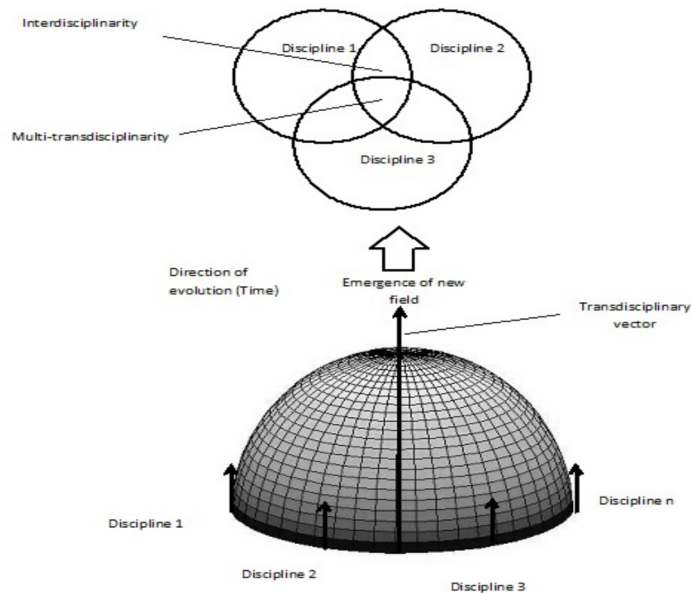 Interdisciplinarity
Discipline 1
Discipline 2
Multi-transdisciplinarity
Discipline 3
Direction of
evolution (Time)
Emergence of new
field
Transdisciplinary
vector
Discipline 1
Discipline n
Discipline 2
Discipline 3